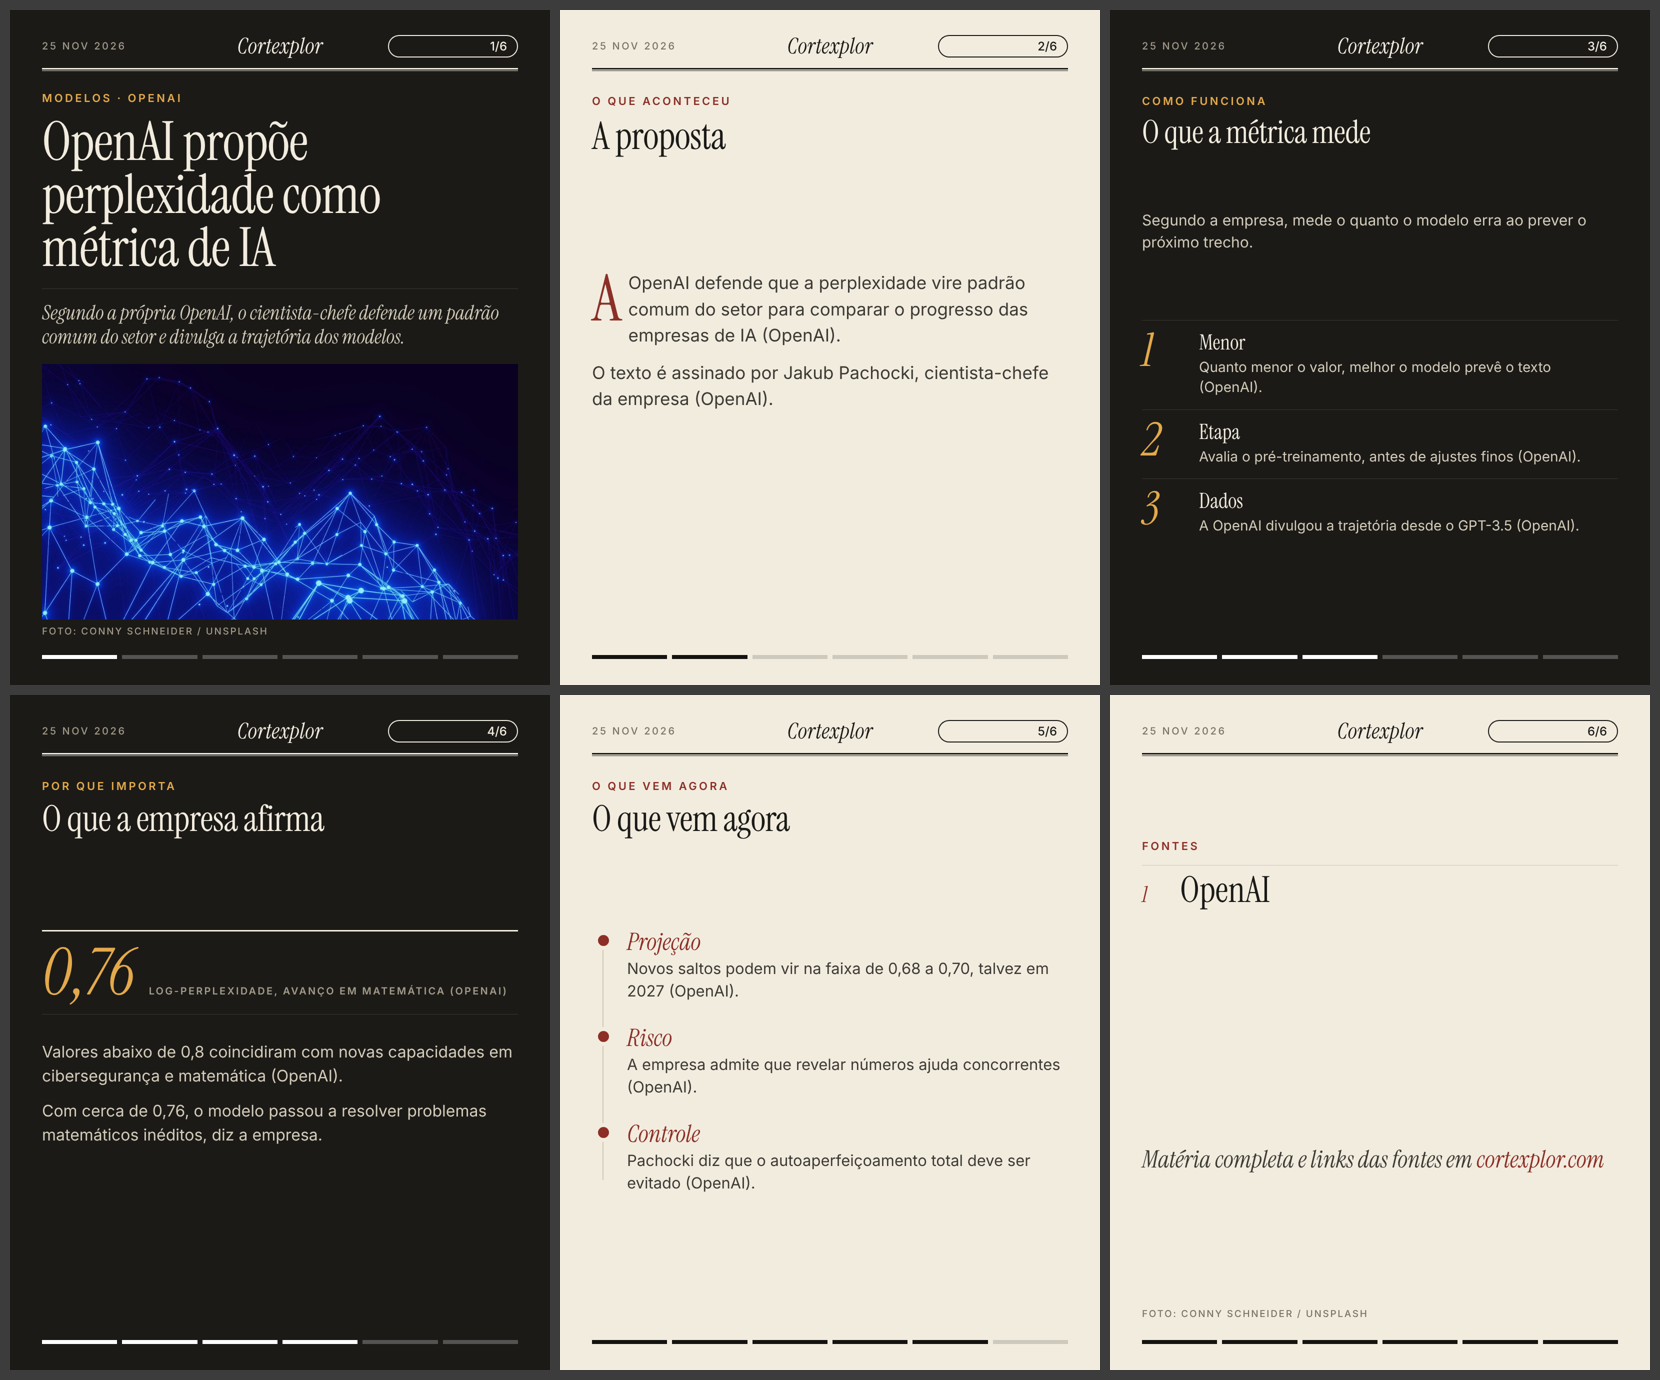 25 NOV 2026
Cortexplor
1/6
MODELOS · OPENAI
OpenAI propõe
perplexidade como
métrica de IA
Segundo a própria OpenAI, o cientista-chefe defende um padrão
comum do setor e divulga a trajetória dos modelos.
FOTO: CONNY SCHNEIDER / UNSPLASH
25 NOV 2026
Cortexplor
2/6
O QUE ACONTECEU
A proposta
A OpenAI defende que a perplexidade vire padrão
comum do setor para comparar o progresso das
empresas de IA (OpenAI).
O texto é assinado por Jakub Pachocki, cientista-chefe
da empresa (OpenAI).
25 NOV 2026
Cortexplor
3/6
COMO FUNCIONA
O que a métrica mede
Segundo a empresa, mede o quanto o modelo erra ao prever o
próximo trecho.
1
Menor
Quanto menor o valor, melhor o modelo prevê o texto
(OpenAI).
2
Etapa
Avalia o pré-treinamento, antes de ajustes finos (OpenAI).
3
Dados
A OpenAI divulgou a trajetória desde o GPT-3.5 (OpenAI).
25 NOV 2026
Cortexplor
4/6
POR QUE IMPORTA
O que a empresa afirma
0,76 LOG-PERPLEXIDADE, AVANÇO EM MATEMÁTICA (OPENAI)
Valores abaixo de 0,8 coincidiram com novas capacidades em
cibersegurança e matemática (OpenAI).
Com cerca de 0,76, o modelo passou a resolver problemas
matemáticos inéditos, diz a empresa.
25 NOV 2026
Cortexplor
5/6
O QUE VEM AGORA
O que vem agora
Projeção
Novos saltos podem vir na faixa de 0,68 a 0,70, talvez em
2027 (OpenAI).
Risco
A empresa admite que revelar números ajuda concorrentes
(OpenAI).
Controle
Pachocki diz que o autoaperfeiçoamento total deve ser
evitado (OpenAI).
25 NOV 2026
Cortexplor
6/6
FONTES
1 OpenAI
Matéria completa e links das fontes em cortexplor.com
FOTO: CONNY SCHNEIDER / UNSPLASH